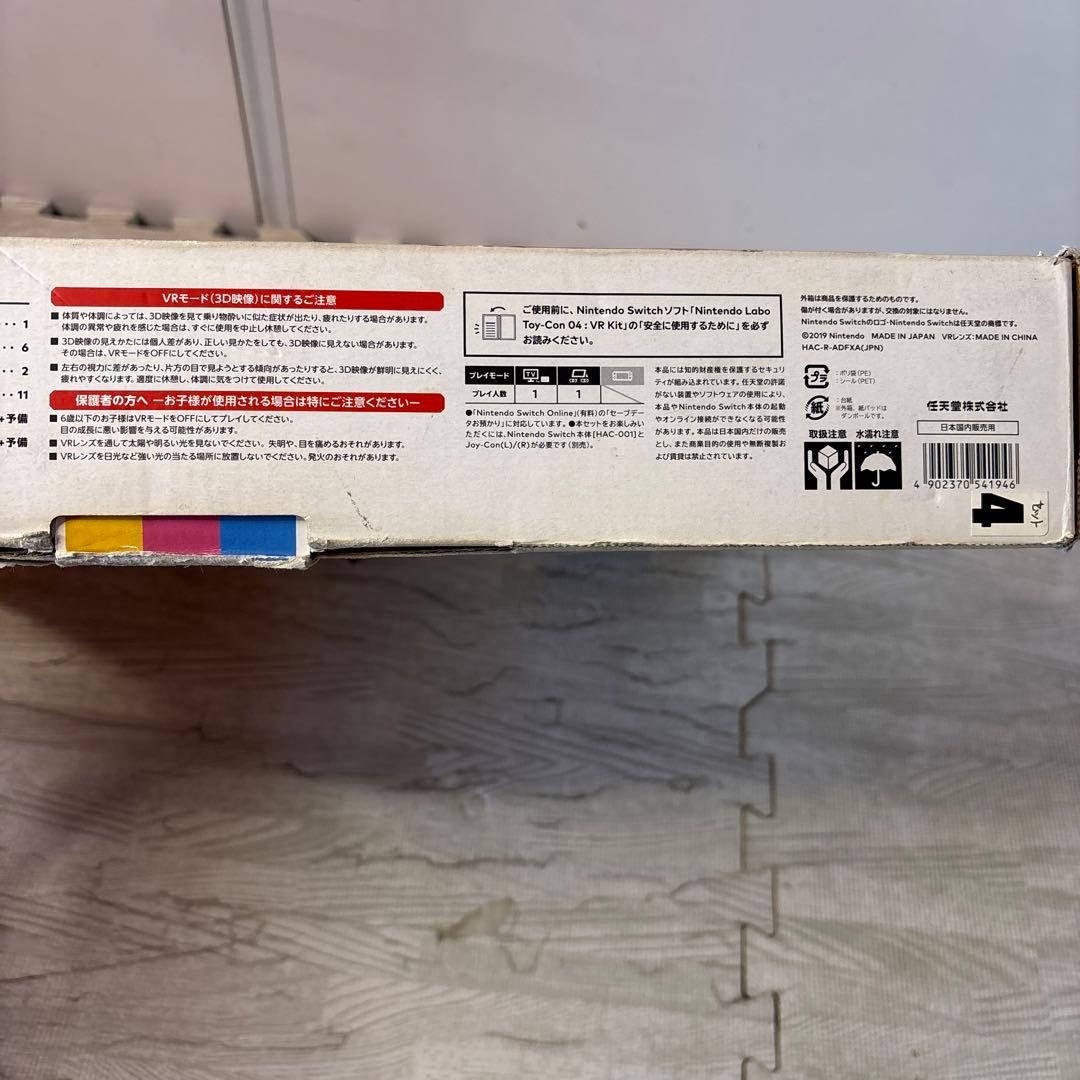 ‥‥ 1
‥‥ 6
‥‥ 2
‥‥ 11
+予備
+予備
VRモード(3D映像)に関するご注意
■ 体質や体調によっては、3D映像を見て乗り物酔いに似た症状が出たり、疲れたりする場合があります。
体調の異常や疲れを感じた場合は、すぐに使用を中止し休憩してください。
■ 3D映像の見えかたには個人差があり、正しい見かたをしても、3D映像に見えない場合があります。
その場合は、VRモードをOFFにしてください。
■ 左右の視力に差があったり、片方の目で見ようとする傾向があったりすると、3D映像が鮮明に見えにくく、
疲れやすくなります。適度に休憩し、体調に気をつけて使用してください。
保護者の方へ ーお子様が使用される場合は特にご注意くださいー
■ 6歳以下のお子様はVRモードをOFFにしてプレイしてください。
目の成長に悪い影響を与える可能性があります。
■ VRレンズを通して太陽や明るい光を見ないでください。失明や、目を痛めるおそれがあります。
■ VRレンズを日光など強い光の当たる場所に放置しないでください。発火のおそれがあります。
ご使用前に、Nintendo Switchソフト「Nintendo Labo
Toy-Con 04 : VR Kit」の「安全に使用するために」を必ず
お読みください。
プレイモード TV
プレイ人数 1 1
●「Nintendo Switch Online」(有料)の「セーブデー
タお預かり」に対応しています。 ●本セットをお楽しみい
ただくには、Nintendo Switch 本体[HAC-001]と
Joy-Con(L)/(R)が必要です(別売)。
本品には知的財産権を保護するセキュリ
ティが組み込まれています。任天堂の許諾
がない装置やソフトウェアの使用により、
本品やNintendo Switch本体の起動
やオンライン接続ができなくなる可能性
があります。本品は日本国内だけの販売
とし、また商業目的の使用や無断複製お
よび賃貸は禁止されています。
外箱は商品を保護するためのものです。
傷が付く場合がありますが、交換の対象にはなりません。
Nintendo Switchのロゴ・Nintendo Switchは任天堂の商標です。
©2019 Nintendo MADE IN JAPAN VRレンズ:MADE IN CHINA
HAC-R-ADFXA(JPN)
プラ
:ポリ袋(PE)
:シール(PET)
紙
:台紙
※外箱、紙パッドは
ダンボールです。
取扱注意 水濡れ注意
任天堂株式会社
日本国内販売用
4 902370 541946
セット
4